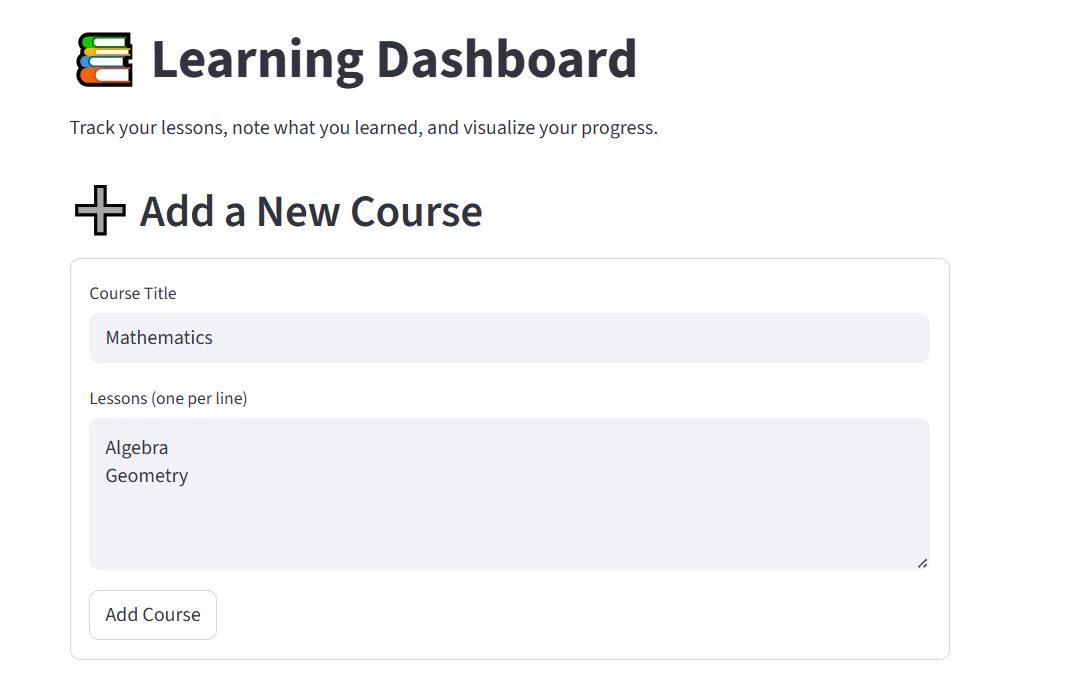 Learning Dashboard
Track your lessons, note what you learned, and visualize your progress.
Add a New Course
Course Title
Mathematics
Lessons (one per line)
Algebra
Geometry
Add Course